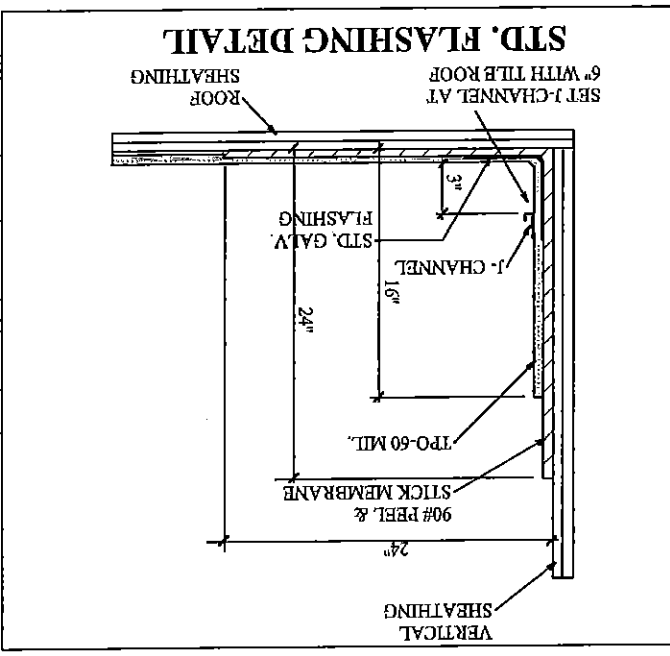 VERTICAL
SHEATHING
24"
90# PEEL &
STICK MEMBRANE
TPO-60 MIL.
24"
16"
J- CHANNEL
STD. GALV.
FLASHING
3"
SET J-CHANNEL AT
6" WITH TILE ROOF
ROOF
SHEATHING
STD. FLASHING DETAIL